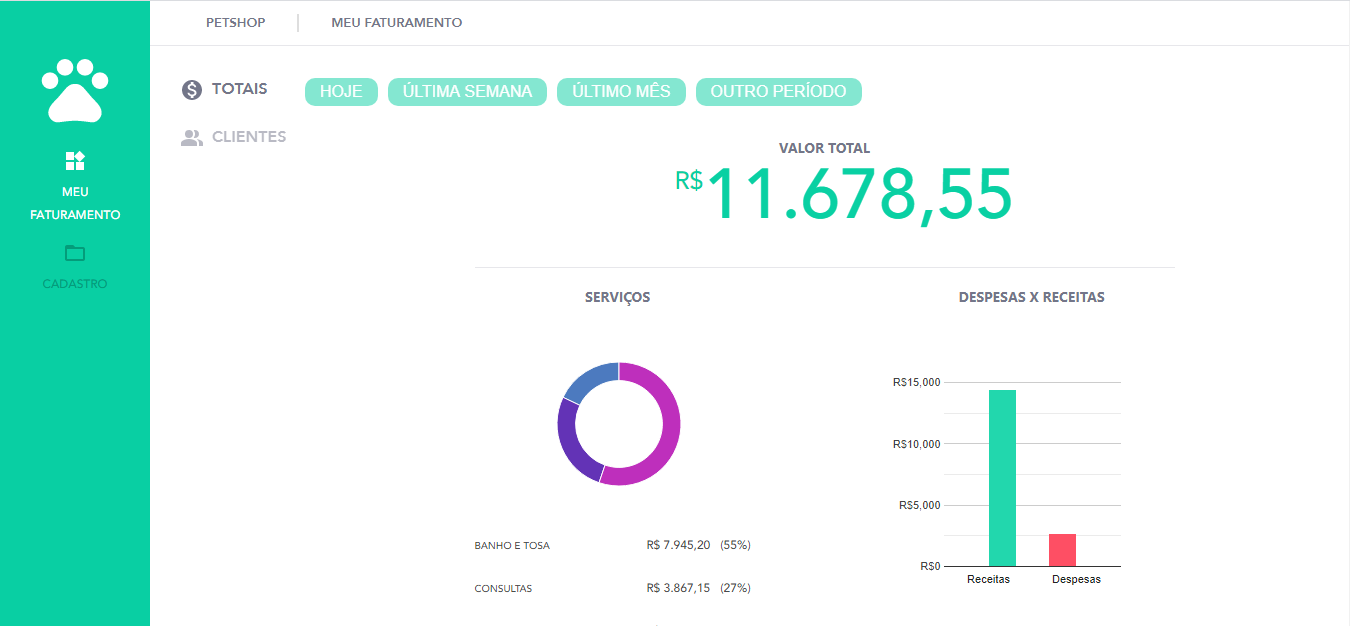 PETSHOP
MEU FATURAMENTO
TOTAIS
HOJE
ÚLTIMA SEMANA
ÚLTIMO MÊS
OUTRO PERÍODO
CLIENTES
MEU
FATURAMENTO
CADASTRO
VALOR TOTAL
R$ 11.678,55
SERVIÇOS
BANHO E TOSA R$ 7.945,20 (55%)
CONSULTAS R$ 3.867,15 (27%)
DESPESAS X RECEITAS
R$15,000
R$10,000
R$5,000
R$0
Receitas Despesas